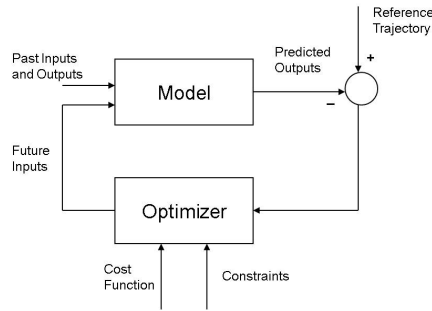 Reference
Trajectory
Past Inputs
and Outputs
Predicted
Outputs
+
Model
−
Future
Inputs
Optimizer
Cost
Function
Constraints